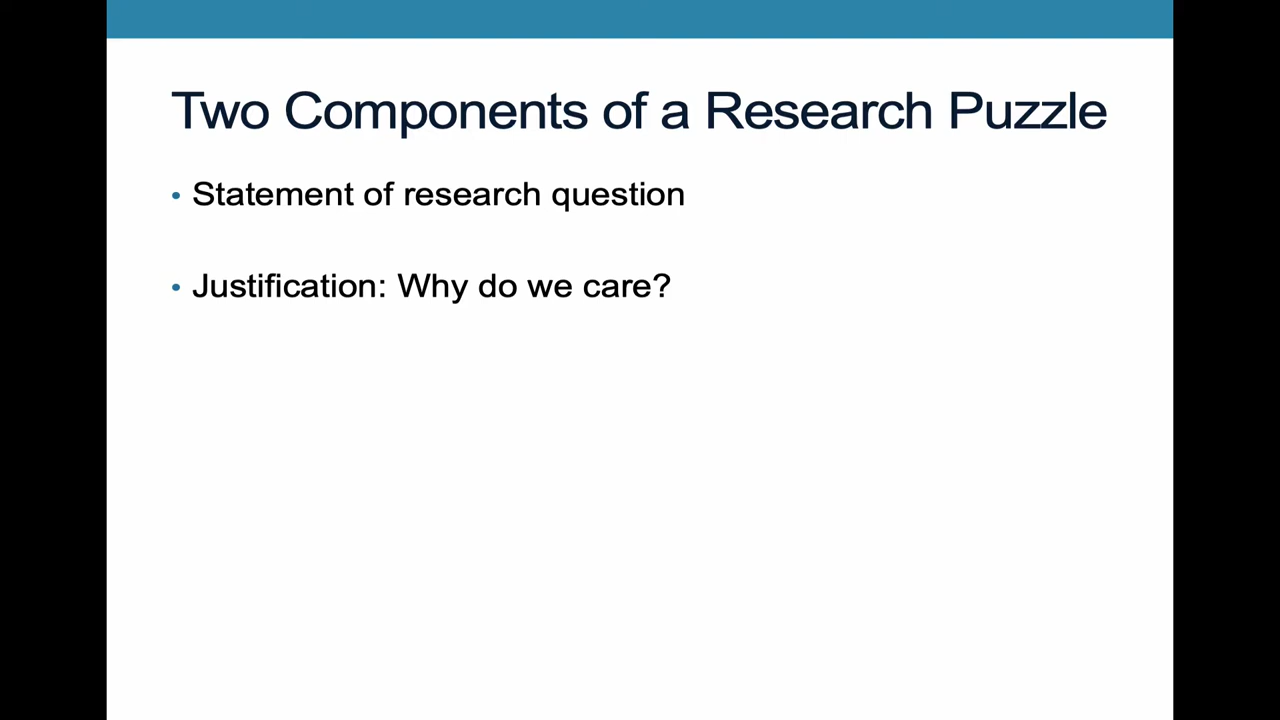 Two Components of a Research Puzzle
• Statement of research question
• Justification: Why do we care?